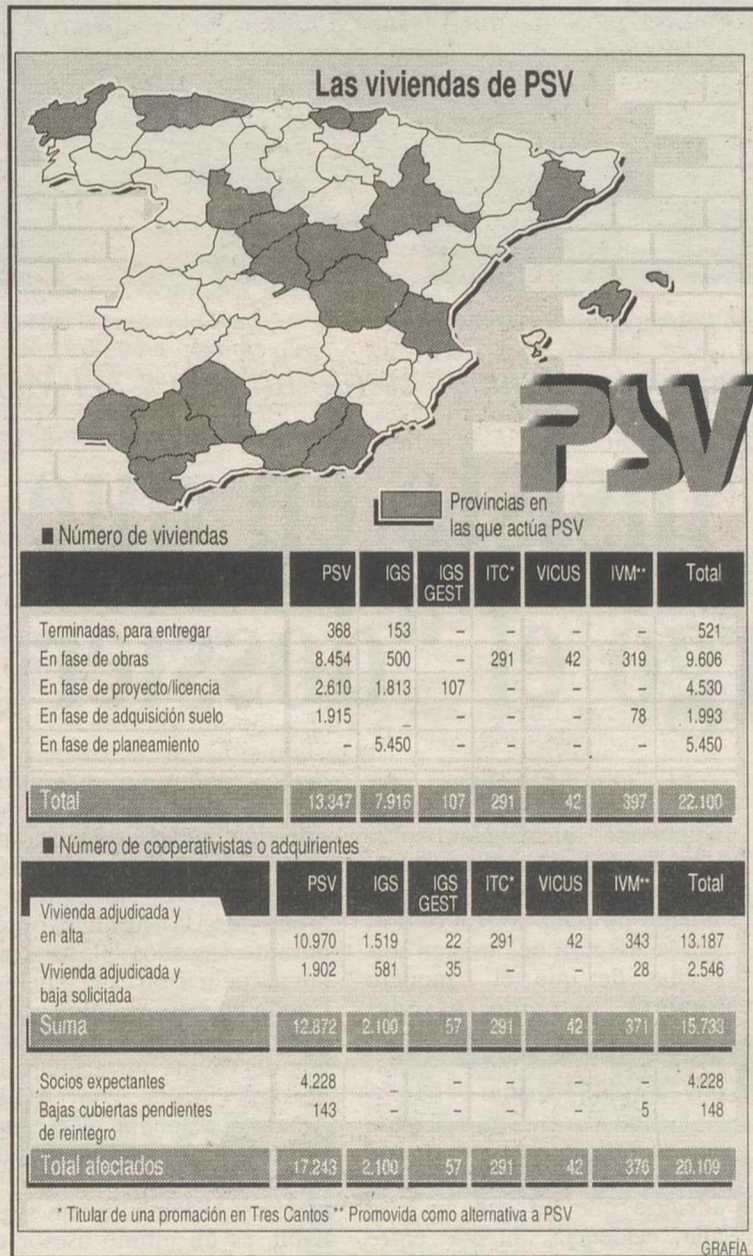 Las viviendas de PSV
PSV
Provincias en
las que actúa PSV
■ Número de viviendas
PSV IGS IGS GEST ITC* VICUS IVM** Total
Terminadas, para entregar 368 153 – – – – 521
En fase de obras 8.454 500 – 291 42 319 9.606
En fase de proyecto/licencia 2.610 1.813 107 – – – 4.530
En fase de adquisición suelo 1.915 _ – – – 78 1.993
En fase de planeamiento – 5.450 – – – – 5.450
Total 13.347 7.916 107 291 42 397 22.100
■ Número de cooperativistas o adquirientes
PSV IGS IGS GEST ITC* VICUS IVM** Total
Vivienda adjudicada y
en alta 10.970 1.519 22 291 42 343 13.187
Vivienda adjudicada y 1.902 581 35 – – 28 2.546
baja solicitada
Suma 12.872 2.100 57 291 42 371 15.733
Socios expectantes 4.228 _ – – – – 4.228
Bajas cubiertas pendientes 143 – – – – 5 148
de reintegro
Total afectados 17.243 2.100 57 291 42 376 20.109
* Titular de una promación en Tres Cantos ** Promovida como alternativa a PSV
GRAFIA